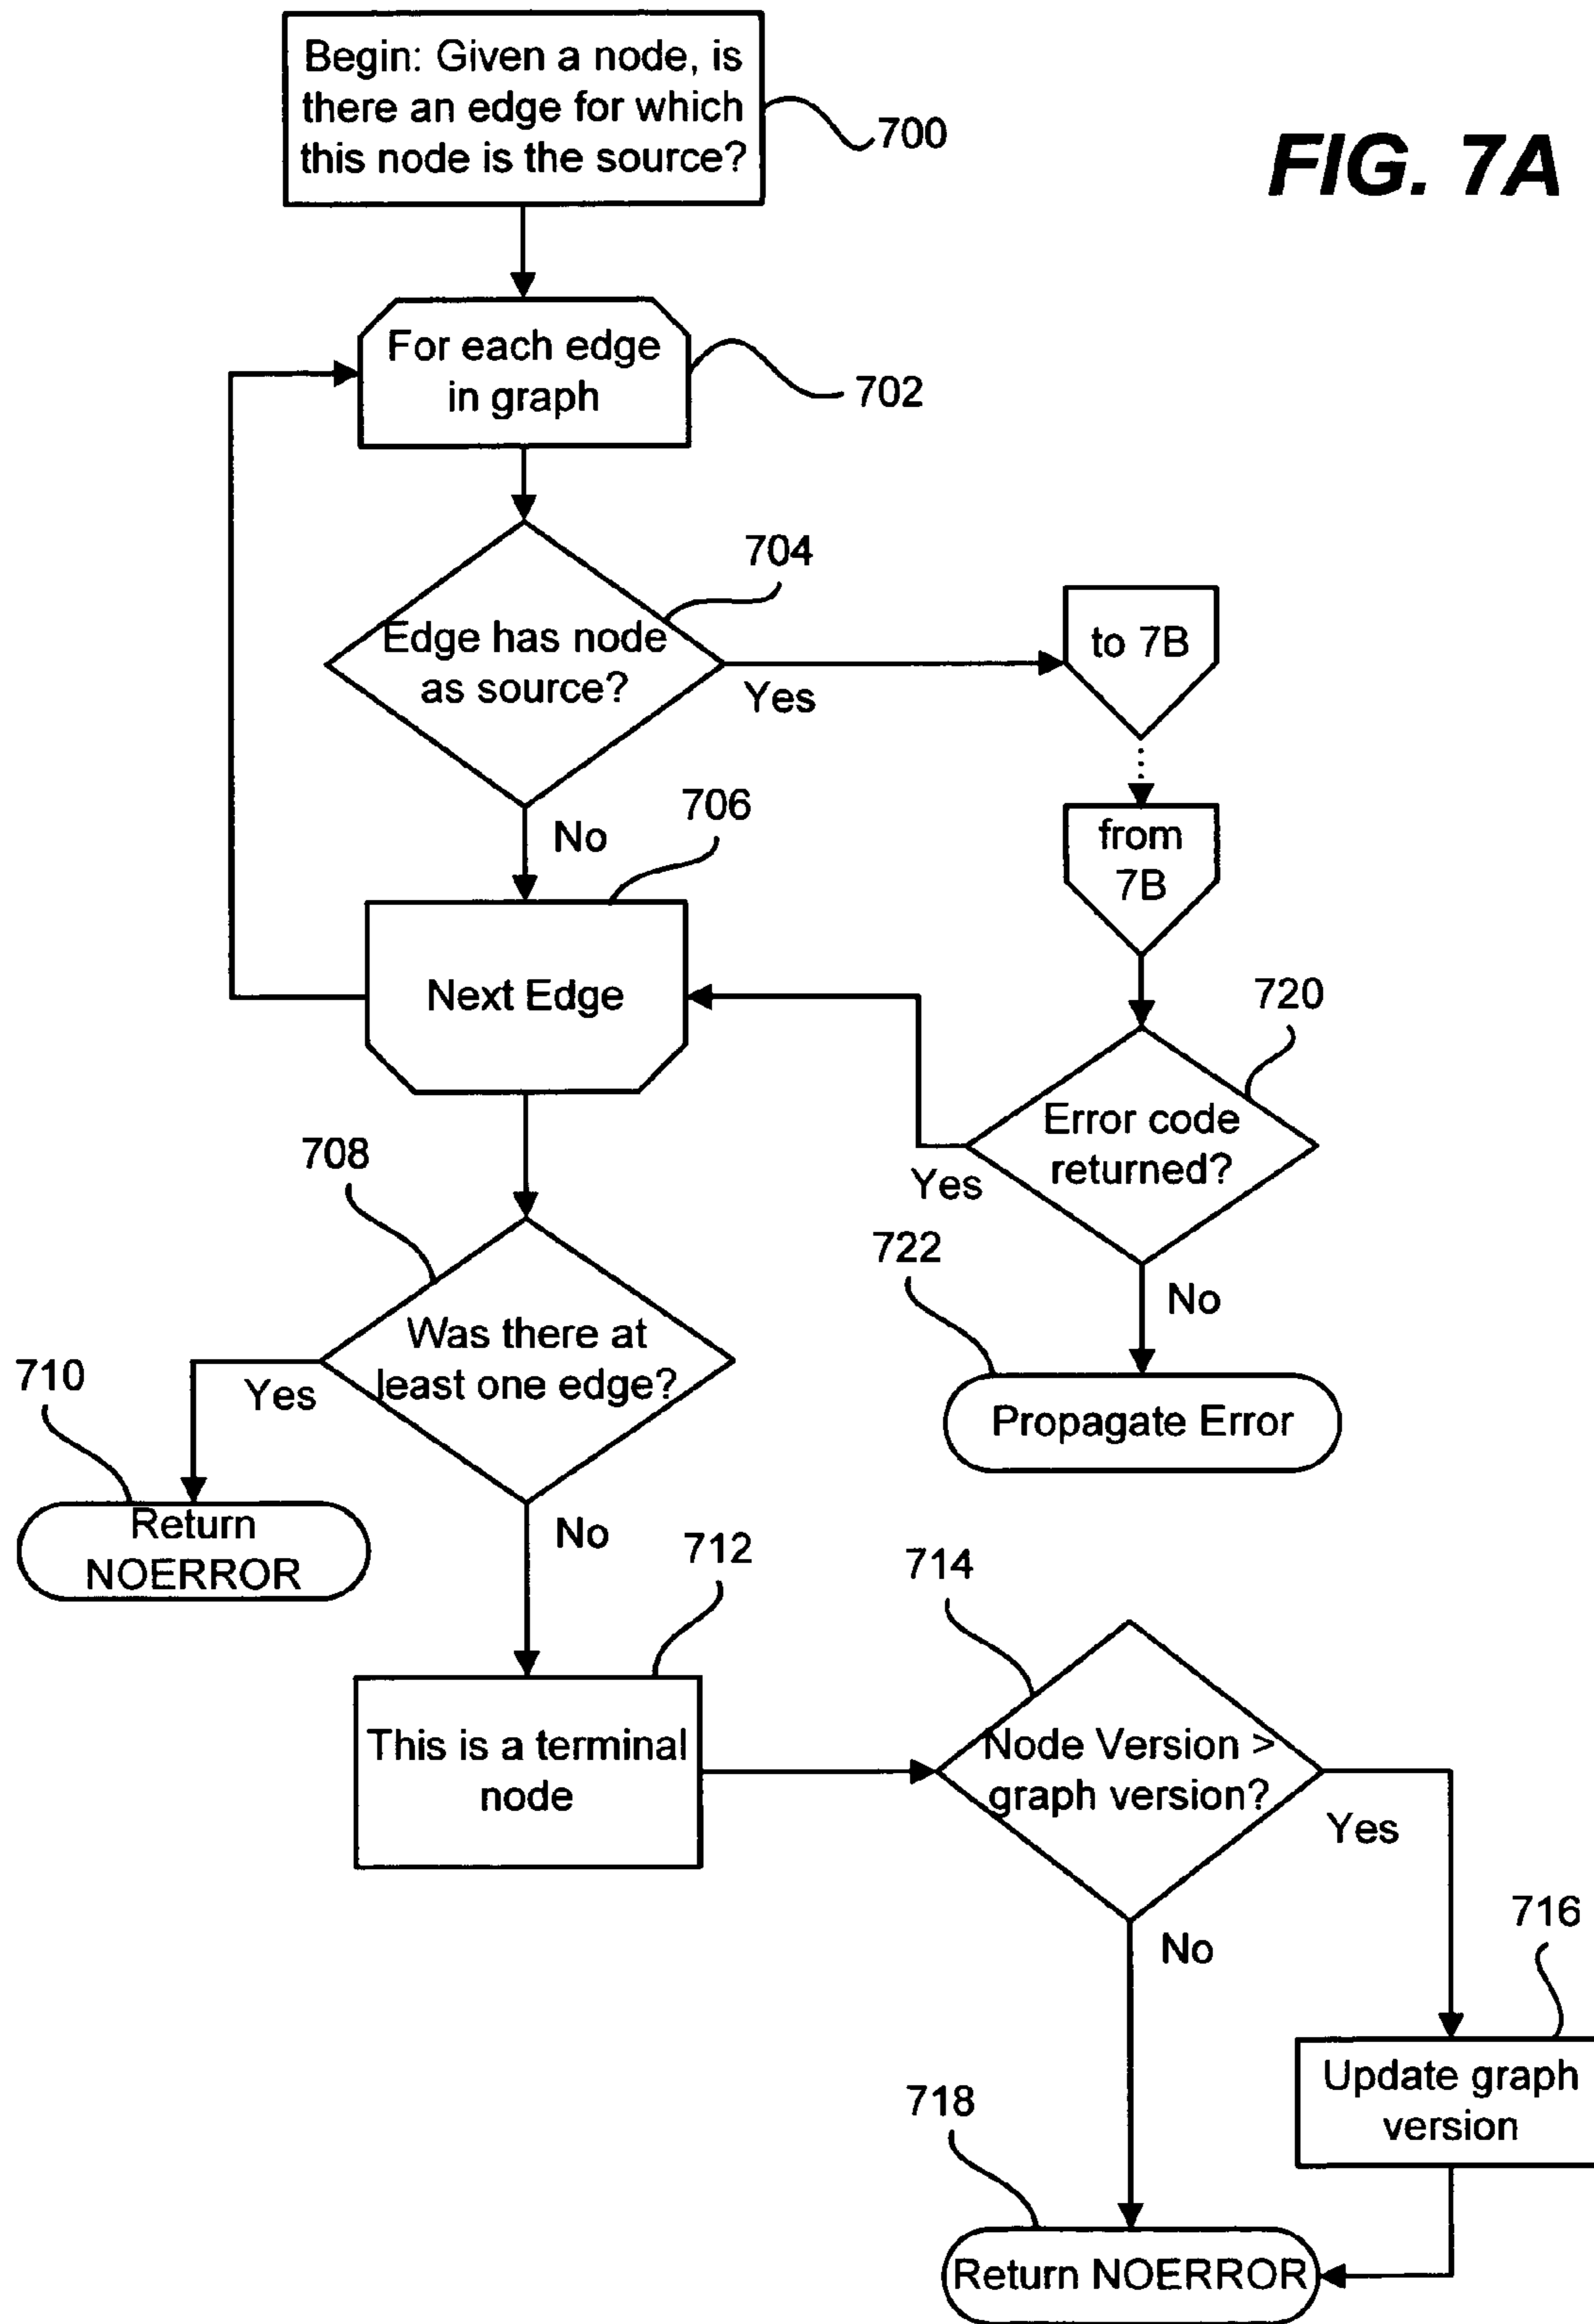 Begin: Given a node, is
there an edge for which
this node is the source?
700
FIG. 7A
For each edge
in graph
702
704
Edge has node
as source?
Yes
to 7B
No
706
from
7B
Next Edge
720
Error code
returned?
Yes
No
708
722
Was there at
least one edge?
Yes
710
Propagate Error
Return
NOERROR
No
712
714
This is a terminal
node
Node Version >
graph version?
Yes
No
716
Update graph
version
718
Return NOERROR